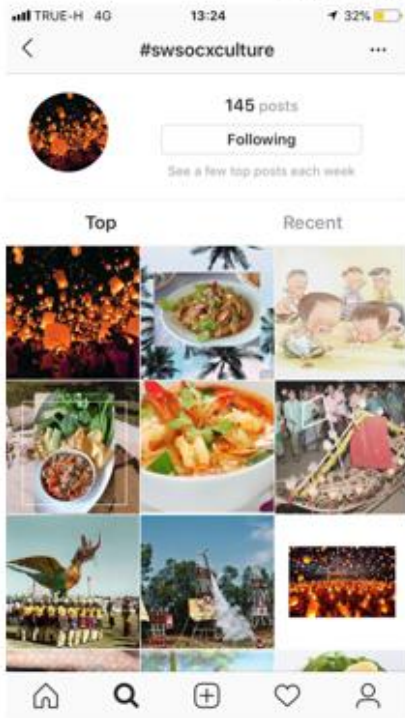 TRUE-H 4G 13:24 32%
#swsocxculture
145 posts
Following
See a few top posts each week
Top Recent